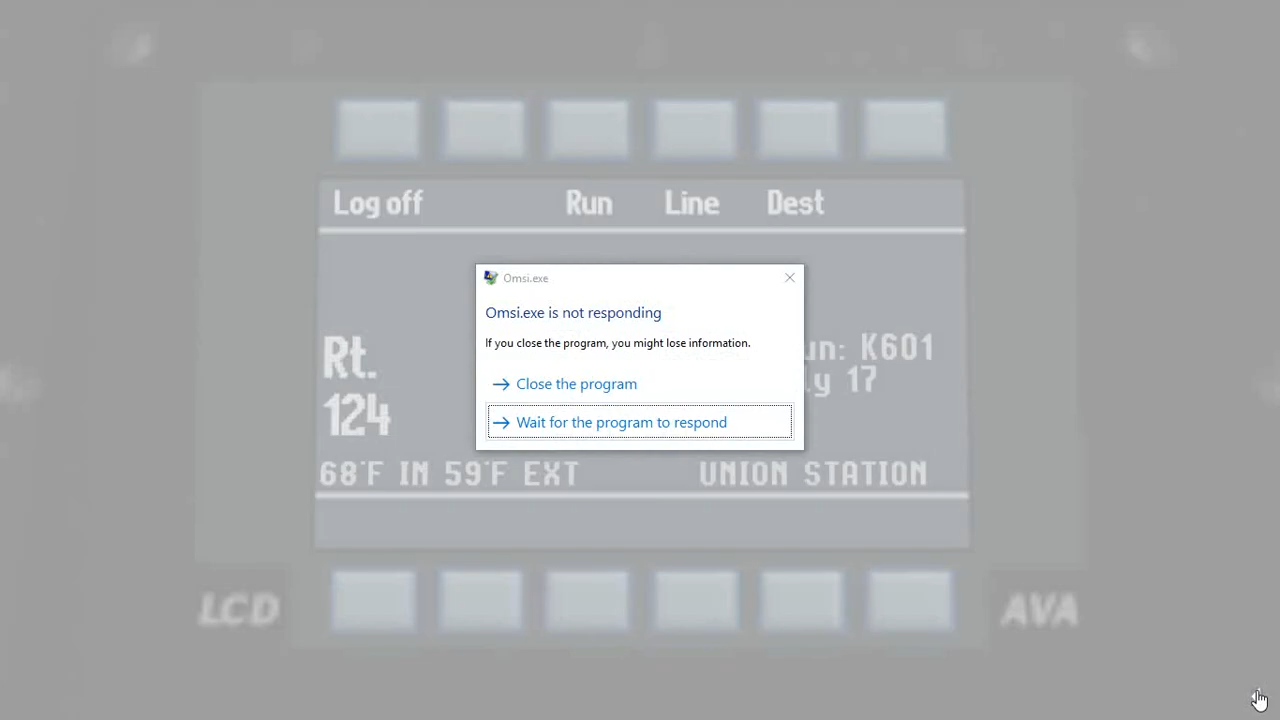 Log off Run Line Dest
Omsi.exe
Omsi.exe is not responding
If you close the program, you might lose information.
Rt. un: K601
Close the program ly 17
124
Wait for the program to respond
68°F IN 59°F EXT UNION STATION
LCD AVA